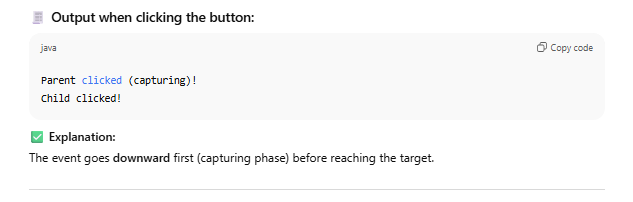 🧾 Output when clicking the button:
java
Copy code
Parent clicked (capturing)!
Child clicked!
✅ Explanation:
The event goes downward first (capturing phase) before reaching the target.